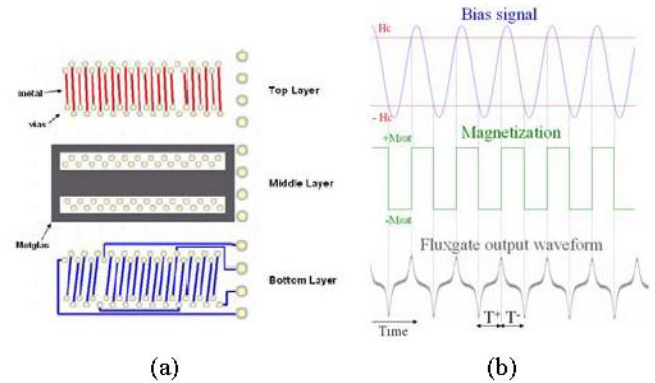 metal
vias
Top Layer
Middle Layer
Metglas
Bottom Layer
(a)
Bias signal
Hc
- Hc
Magnetization
+Msat
-Msat
Fluxgate output waveform
T+ T-
Time
(b)